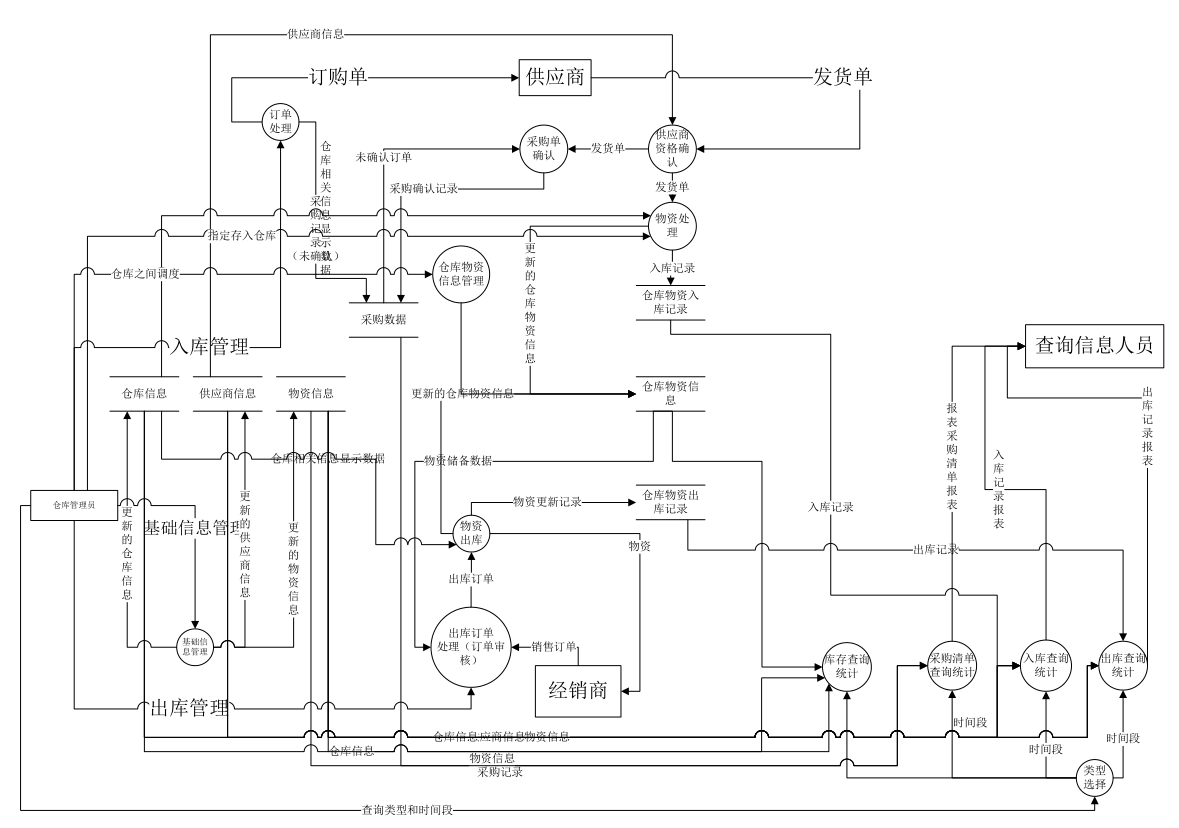 供应商信息
订购单
供应商
发货单
订单
处理
仓库相关信息显示数据
采购记录
（未确认）
未确认订单
采购单
确认
发货单
供应商
资格确
认
采购确认记录
发货单
指定存入仓库
物资处
理
更新的仓库物资信息
仓库之间调度
仓库物资
信息管理
入库记录
仓库物资入
库记录
采购数据
入库管理
查询信息人员
仓库信息
供应商信息
物资信息
更新的仓库物资信息
仓库物资信
息
报表采购清单报表
出库记录报表
仓库相关信息显示数据
物资储备数据
入库记录报表
仓库管理员
更新的仓库信息
基础信息管理
更新的供应商信息
更新的物资信息
物资更新记录
仓库物资出
库记录
入库记录
物资
出库
物资
出库记录
出库订单
基础信
息管理
出库订单
处理（订单审
核）
销售订单
经销商
库存查询
统计
采购清单
查询统计
入库查询
统计
出库查询
统计
出库管理
时间段
仓库信息应商信息物资信息
仓库信息
物资信息
采购记录
时间段
时间段
类型
选择
查询类型和时间段